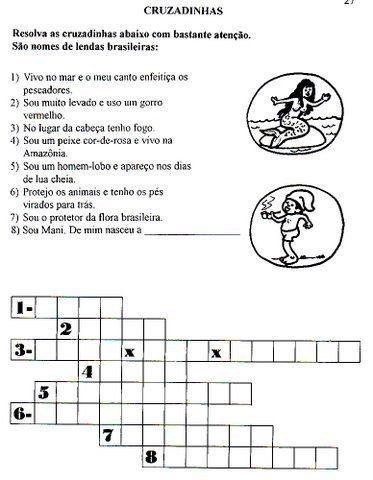 27
CRUZADINHAS
Resolva as cruzadinhas abaixo com bastante atenção.
São nomes de lendas brasileiras:
1) Vivo no mar e o meu canto enfeitiça os
pescadores.
2) Sou muito levado e uso um gorro
vermelho.
3) No lugar da cabeça tenho fogo.
4) Sou um peixe cor-de-rosa e vivo na
Amazônia.
5) Sou um homem-lobo e apareço nos
dias de lua cheia.
6) Protejo os animais e tenho os pés
virados para trás.
7) Sou o protetor da flora brasileira.
8) Sou Mani. De mim nasceu a ____________________
1-
2
3- x x
4
5
6-
7
8